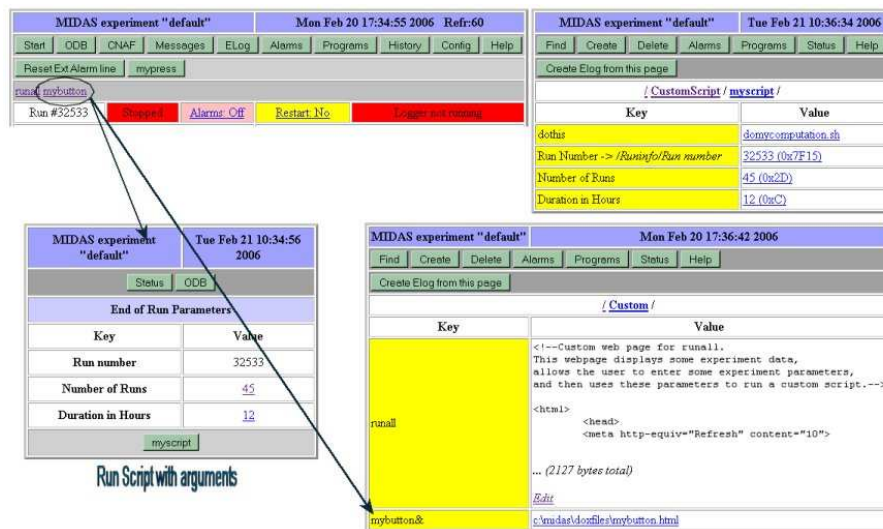 MIDAS experiment "default" Mon Feb 20 17:34:55 2006 Refr:60
Start ODB CNAF Messages ELog Alarms Programs History Config Help
Reset Ext Alarm line mypress
runall mybutton
Run #32533 Stopped Alarms: Off Restart: No Logger not running
MIDAS experiment "default" Tue Feb 21 10:36:34 2006
Find Create Delete Alarms Programs Status Help
Create Elog from this page
/ CustomScript / myscript /
Key Value
dothis domycomputation.sh
Run Number -> /Runinfo/Run number 32533 (0x7F15)
Number of Runs 45 (0x2D)
Duration in Hours 12 (0xC)
MIDAS experiment "default" Tue Feb 21 10:34:56 2006
Status ODB
End of Run Parameters
Key Value
Run number 32533
Number of Runs 45
Duration in Hours 12
myscript
Run Script with arguments
MIDAS experiment "default" Mon Feb 20 17:36:42 2006
Find Create Delete Alarms Programs Status Help
Create Elog from this page
/ Custom /
Key Value
runall
<!--Custom web page for runall.
This webpage displays some experiment data,
allows the user to enter some experiment parameters,
and then uses these parameters to run a custom script.-->
<html>
<head>
<meta http-equiv="Refresh" content="10">
... (2127 bytes total)
Edit
mybutton& c:\midas\doxfiles\mybutton.html